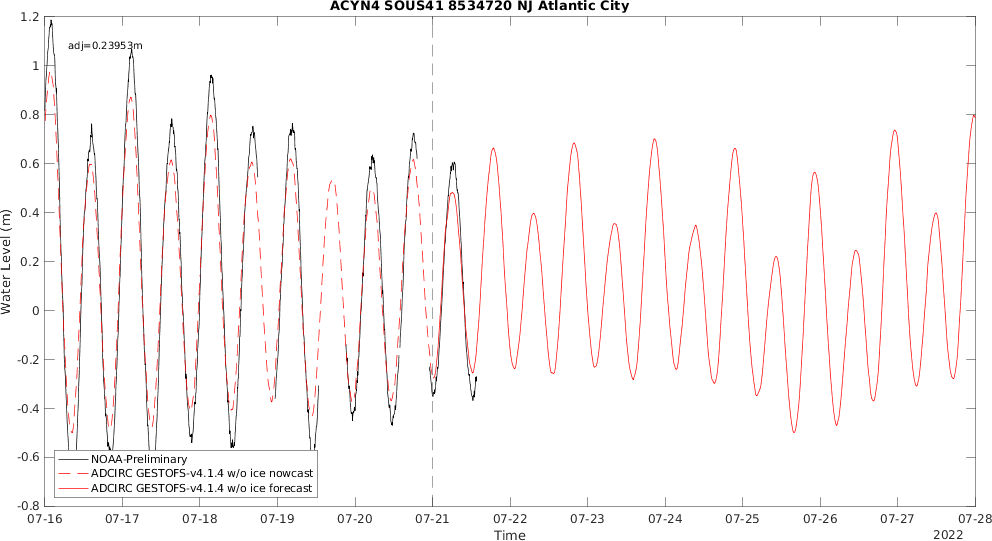 ACYN4 SOUS41 8534720 NJ Atlantic City
adj=0.23953m
Water Level (m)
1.2
1
0.8
0.6
0.4
0.2
0
-0.2
-0.4
-0.6
-0.8
NOAA-Preliminary
ADCIRC GESTOFS-v4.1.4 w/o ice nowcast
ADCIRC GESTOFS-v4.1.4 w/o ice forecast
07-16 07-17 07-18 07-19 07-20 07-21 07-22 07-23 07-24 07-25 07-26 07-27 07-28
Time
2022